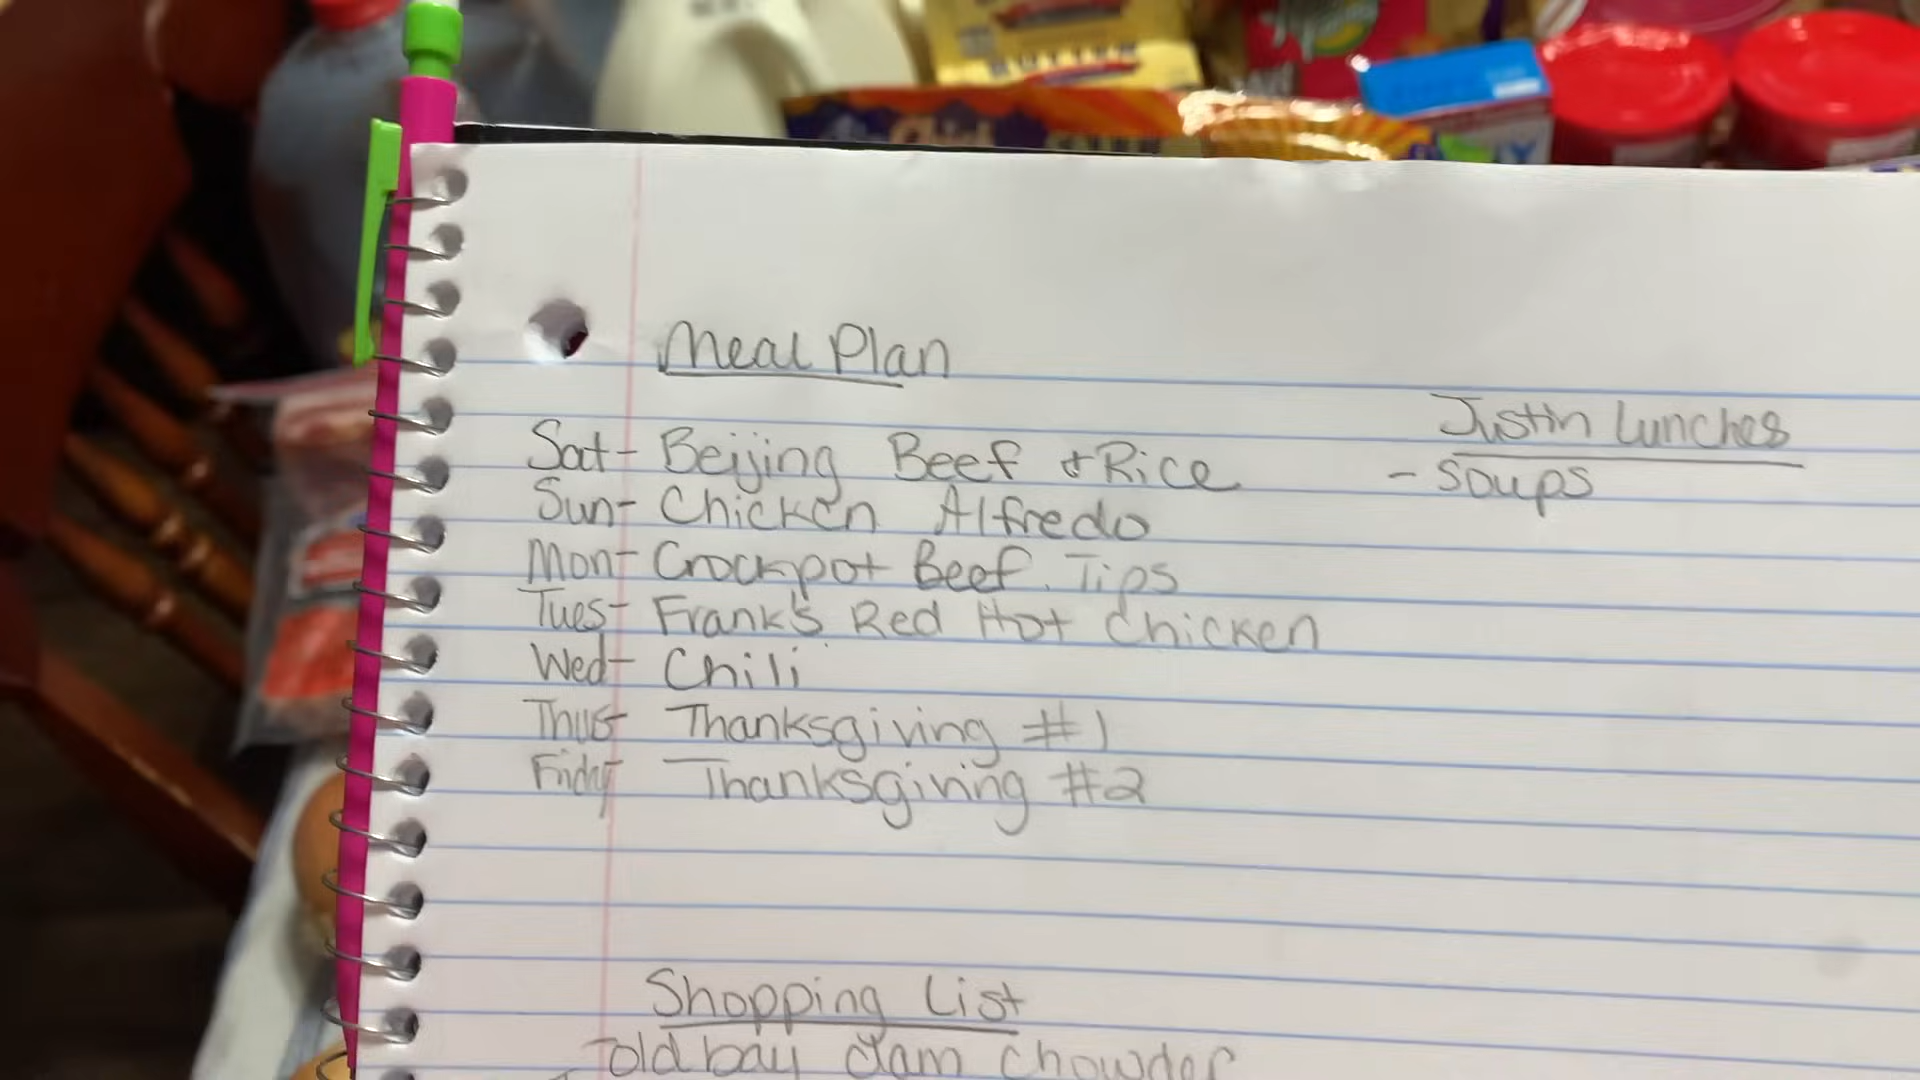 Meal Plan
Justin Lunches
Sat- Beijing Beef + Rice
- Soups
Sun- Chicken Alfredo
Mon- Crockpot Beef Tips
Tues- Frank's Red Hot Chicken
Wed- Chili
Thurs- Thanksgiving #1
Friday Thanksgiving #2
Shopping List
- old bay clam chowder